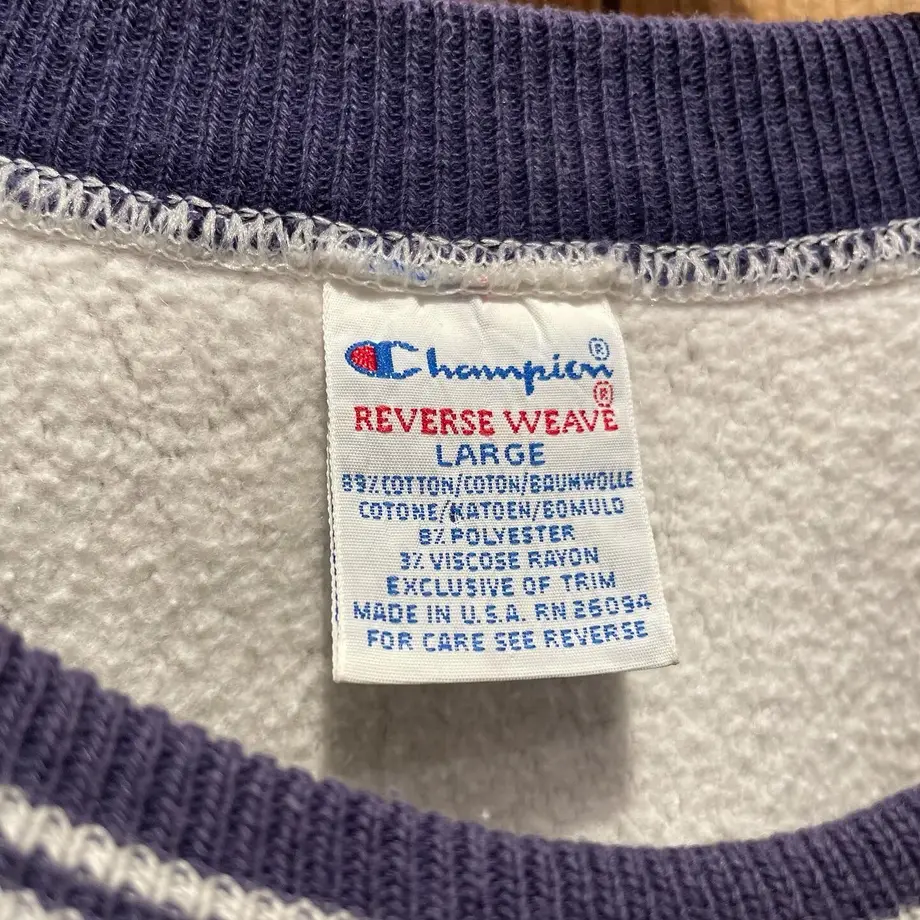 Champion®
REVERSE WEAVE®
LARGE
89% COTTON/COTON/BAUMWOLLE
COTONE/KATOEN/BOMULD
8% POLYESTER
3% VISCOSE RAYON
EXCLUSIVE OF TRIM
MADE IN U.S.A. RN 26094
FOR CARE SEE REVERSE